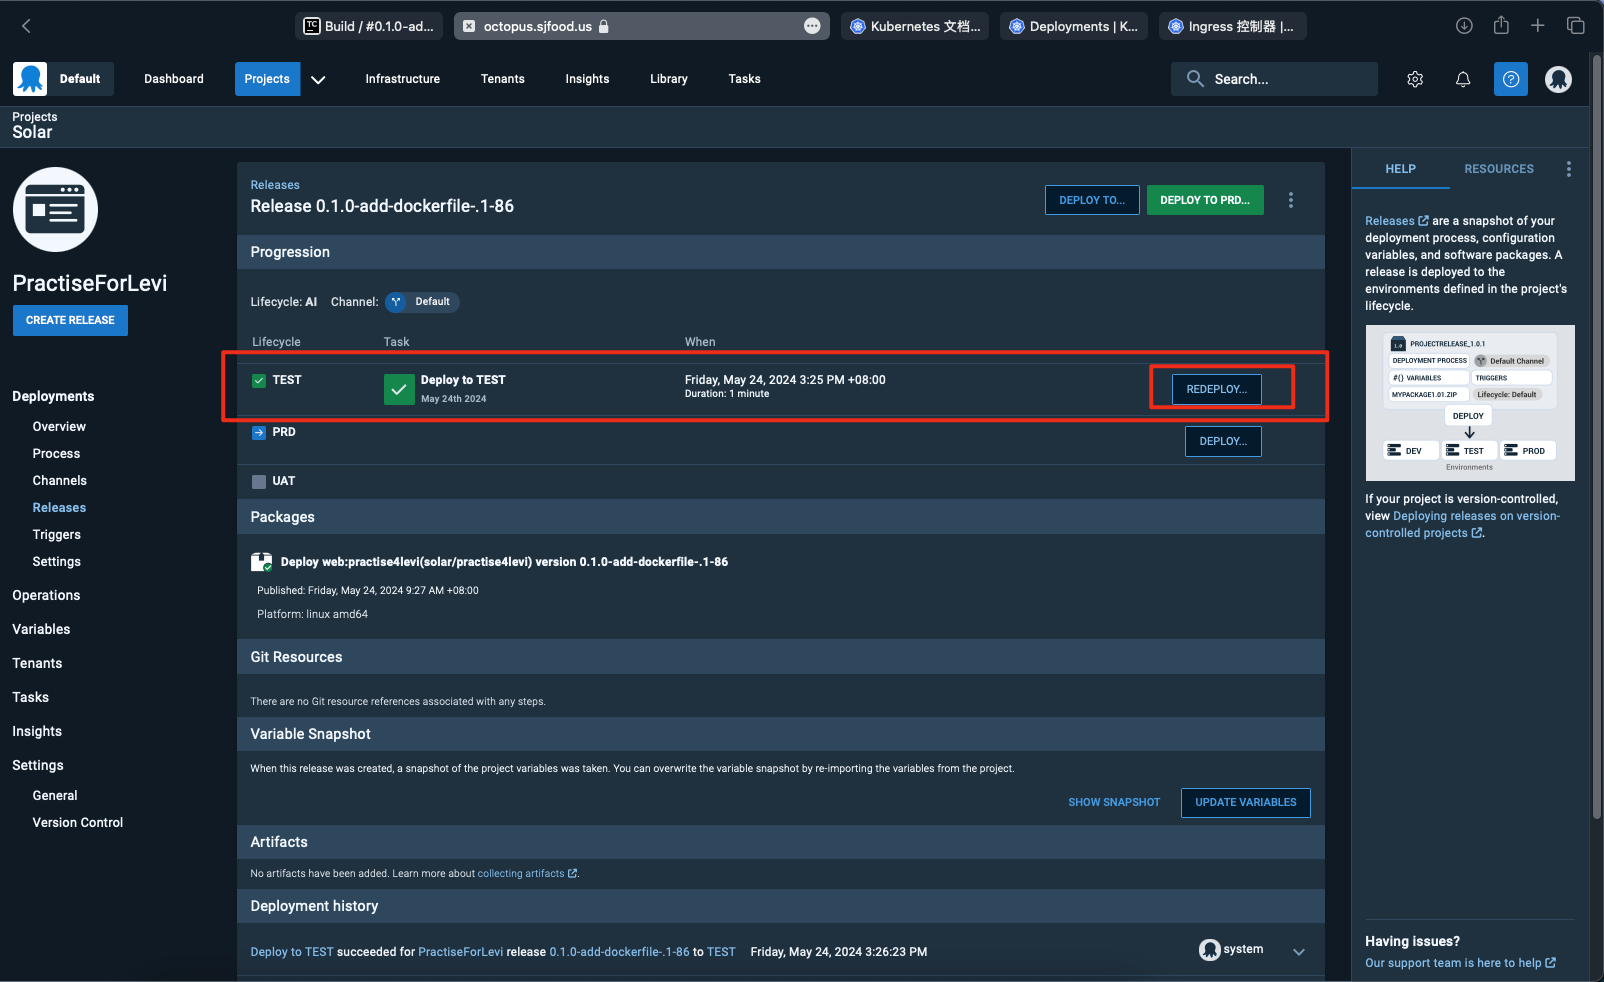 Build / #0.1.0-ad...
octopus.sjfood.us
Kubernetes 文档...
Deployments | K...
Ingress 控制器 |...
Default
Dashboard
Projects
Infrastructure
Tenants
Insights
Library
Tasks
Search...
Projects
Solar
PractiseForLevi
CREATE RELEASE
Deployments
Overview
Process
Channels
Releases
Triggers
Settings
Operations
Variables
Tenants
Tasks
Insights
Settings
General
Version Control
Releases
Release 0.1.0-add-dockerfile-.1-86
DEPLOY TO...
DEPLOY TO PRD...
Progression
Lifecycle: AI Channel: Default
Lifecycle Task When
TEST
Deploy to TEST
May 24th 2024
Friday, May 24, 2024 3:25 PM +08:00
Duration: 1 minute
REDEPLOY...
PRD
DEPLOY...
UAT
Packages
Deploy web:practise4levi(solar/practise4levi) version 0.1.0-add-dockerfile-.1-86
Published: Friday, May 24, 2024 9:27 AM +08:00
Platform: linux amd64
Git Resources
There are no Git resource references associated with any steps.
Variable Snapshot
When this release was created, a snapshot of the project variables was taken. You can overwrite the variable snapshot by re-importing the variables from the project.
SHOW SNAPSHOT
UPDATE VARIABLES
Artifacts
No artifacts have been added. Learn more about collecting artifacts.
Deployment history
Deploy to TEST succeeded for PractiseForLevi release 0.1.0-add-dockerfile-.1-86 to TEST Friday, May 24, 2024 3:26:23 PM
system
HELP
RESOURCES
Releases are a snapshot of your
deployment process, configuration
variables, and software packages. A
release is deployed to the
environments defined in the project's
lifecycle.
1.0 PROJECTRELEASE_1.0.1
DEPLOYMENT PROCESS Default Channel
#{} VARIABLES TRIGGERS
MYPACKAGE1.01.ZIP Lifecycle: Default
DEPLOY
DEV TEST PROD
Environments
If your project is version-controlled,
view Deploying releases on version-
controlled projects.
Having issues?
Our support team is here to help